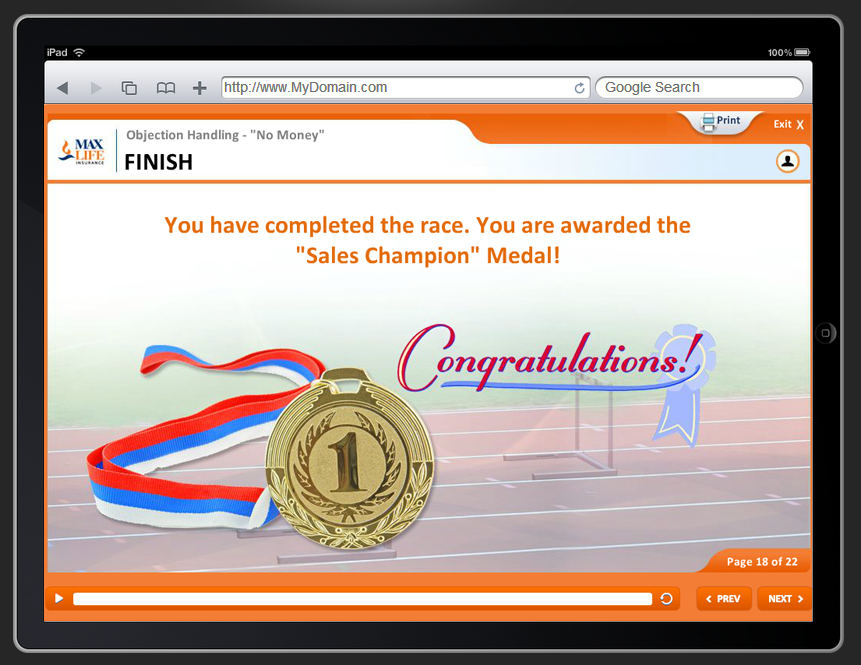 iPad
100%
http://www.MyDomain.com
Google Search
Print
Exit X
MAX
LIFE
INSURANCE
Objection Handling - "No Money"
FINISH
You have completed the race. You are awarded the
"Sales Champion" Medal!
Congratulations!
1
Page 18 of 22
PREV
NEXT